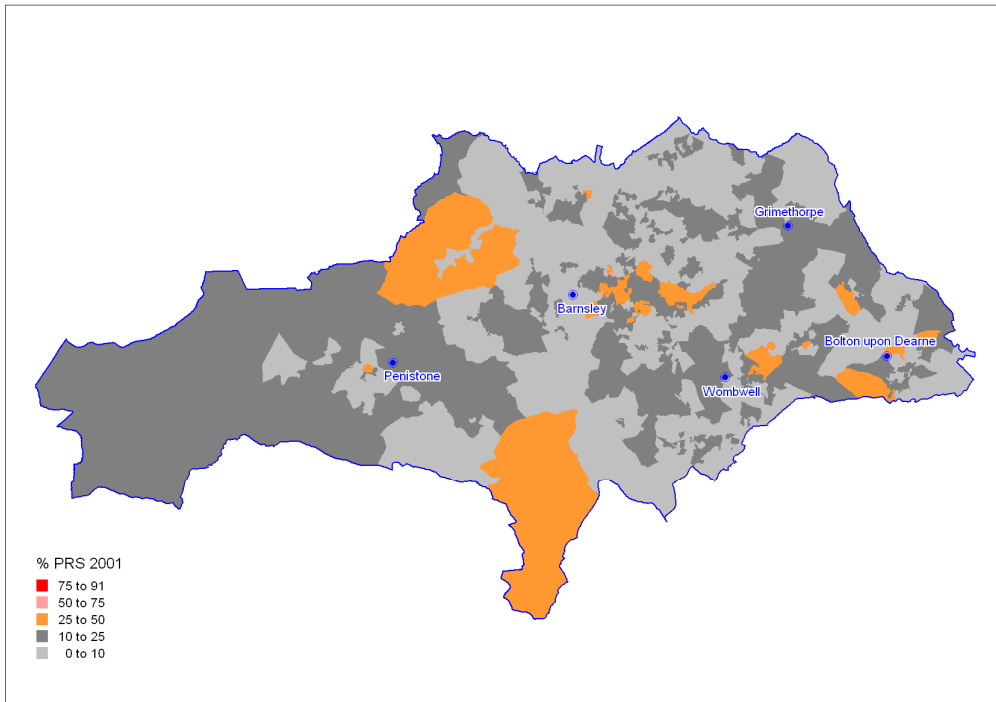 Grimethorpe
Barnsley
Bolton upon Dearne
Penistone
Wombwell
% PRS 2001
75 to 91
50 to 75
25 to 50
10 to 25
0 to 10